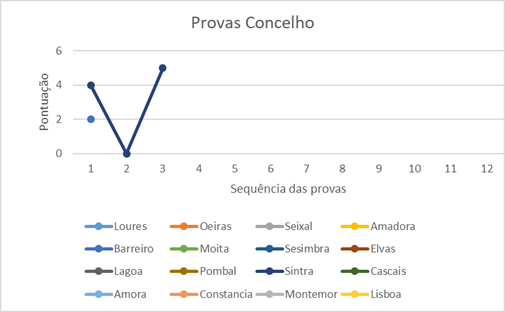 Provas Concelho
6
4
2
0
Pontuação
1 2 3 4 5 6 7 8 9 10 11 12
Sequência das provas
Loures Oeiras Seixal Amadora
Barreiro Moita Sesimbra Elvas
Lagoa Pombal Sintra Cascais
Amora Constancia Montemor Lisboa